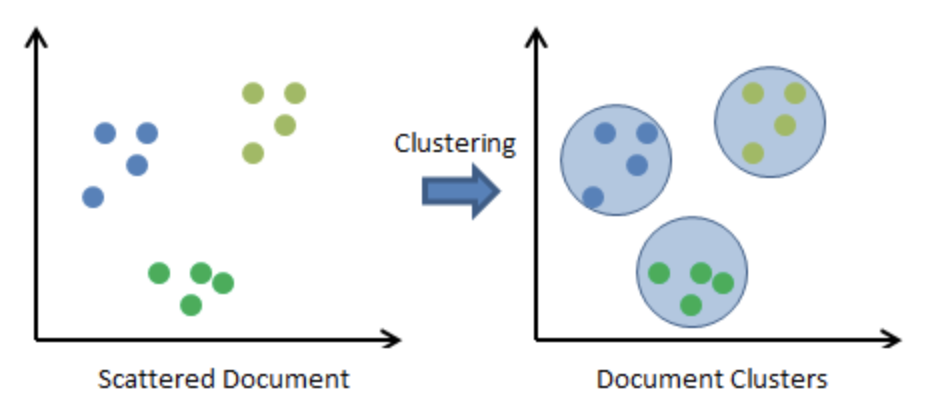 Clustering
Scattered Document
Document Clusters